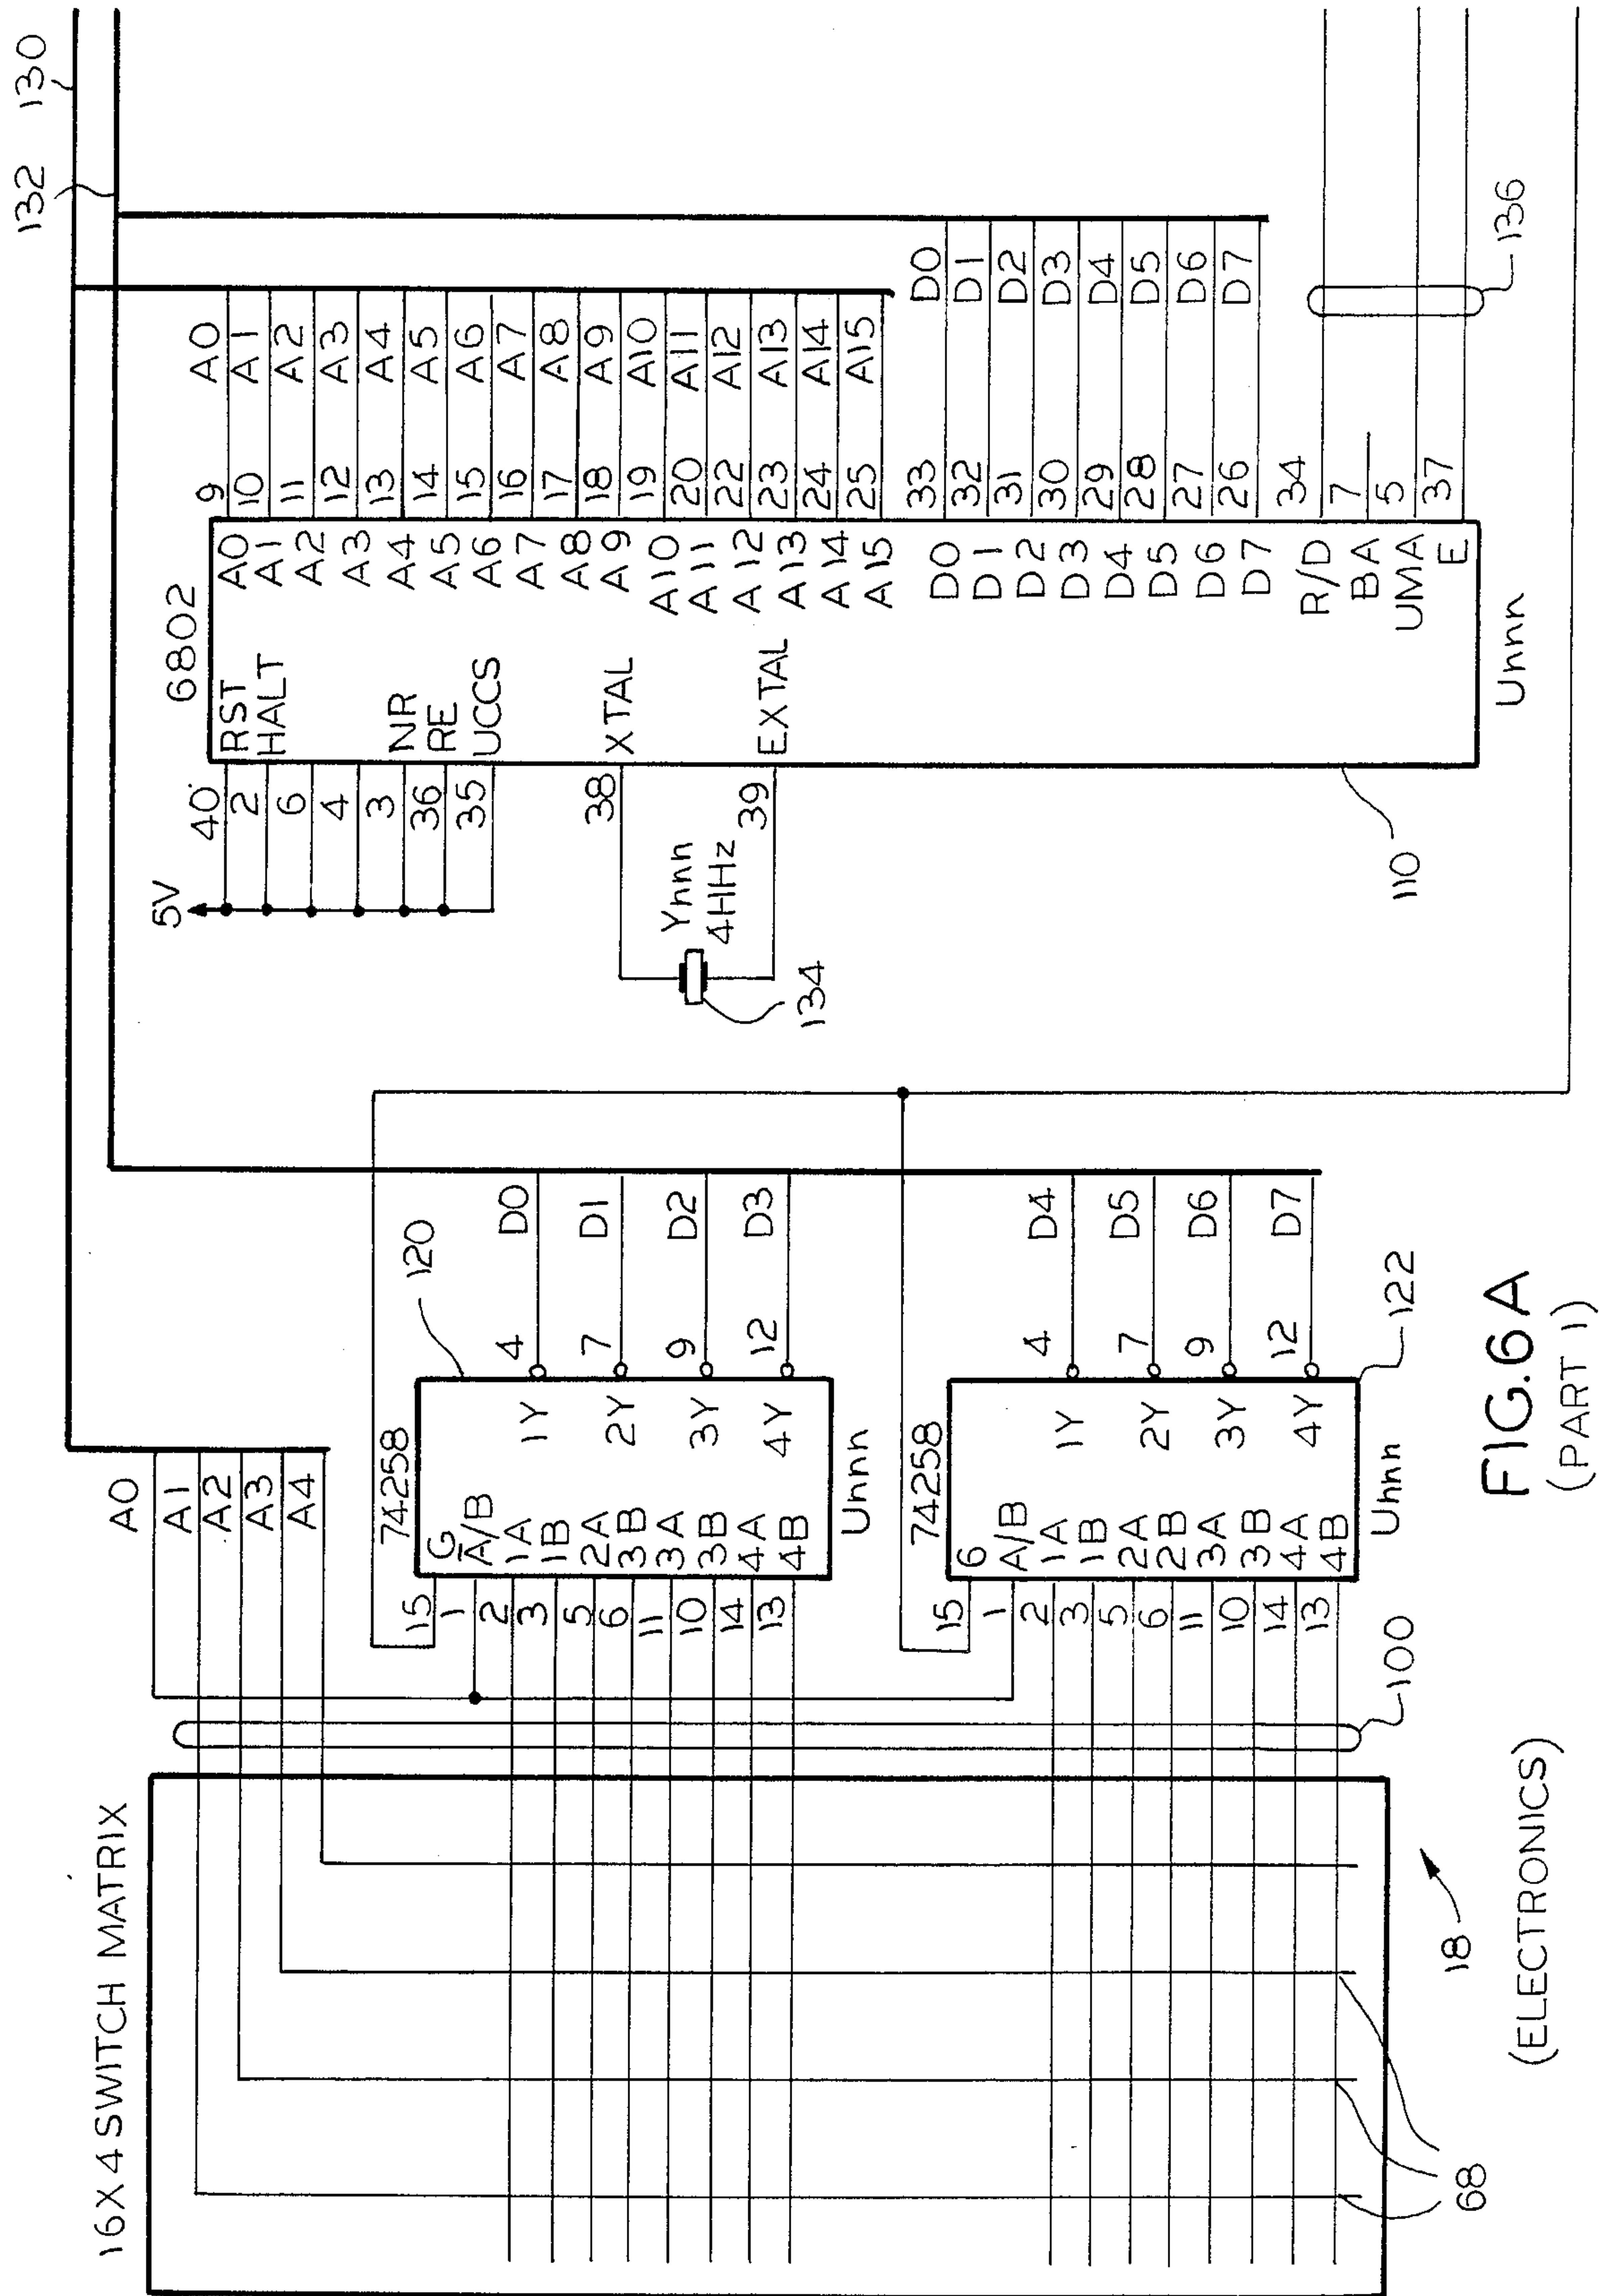 16X4 SWITCH MATRIX
68
18
(ELECTRONICS)
100
A0
A1
A2
A3
A4
15
1
2
3
5
6
11
10
14
13
74258
G
A/B
1A
1B
2A
3B
3A
3B
4A
4B
1Y
2Y
3Y
4Y
Unnn
120
4
7
9
12
D0
D1
D2
D3
15
1
2
3
5
6
11
10
14
13
74258
6
A/B
1A
1B
2A
2B
3A
3B
4A
4B
1Y
2Y
3Y
4Y
Unnn
122
4
7
9
12
D4
D5
D6
D7
FIG.6A
(PART 1)
5V
40
2
6
4
3
36
35
38
39
Ynnn
4HHz
134
6802
RST
HALT
NR
RE
UCCS
XTAL
EXTAL
A0
A1
A2
A3
A4
A5
A6
A7
A8
A9
A10
A11
A12
A13
A14
A15
D0
D1
D2
D3
D4
D5
D6
D7
R/D
BA
UMA
E
Unnn
110
9
10
11
12
13
14
15
16
17
18
19
20
22
23
24
25
33
32
31
30
29
28
27
26
34
7
5
37
A0
A1
A2
A3
A4
A5
A6
A7
A8
A9
A10
A11
A12
A13
A14
A15
D0
D1
D2
D3
D4
D5
D6
D7
136
132
130